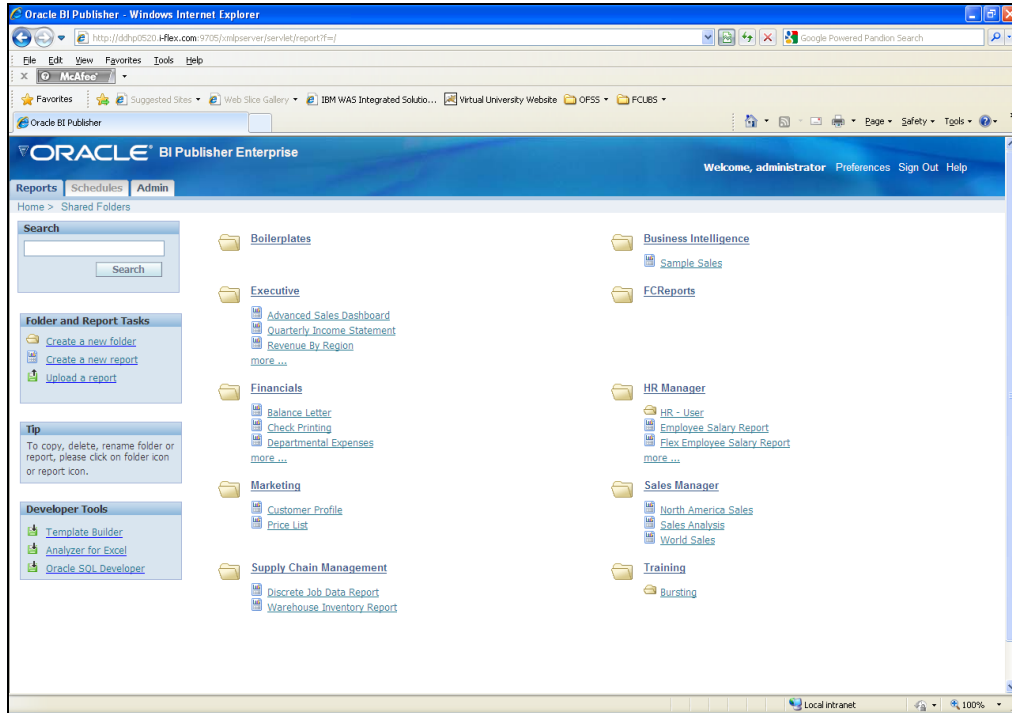 Oracle BI Publisher - Windows Internet Explorer
http://ddhp0520.i-flex.com:9705/xmlpserver/servlet/report?f=/
Google Powered Pandion Search
File Edit View Favorites Tools Help
x McAfee
Favorites Suggested Sites Web Slice Gallery IBM WAS Integrated Solutio... Virtual University Website OFSS FCUBS
Oracle BI Publisher
Page Safety Tools
ORACLE BI Publisher Enterprise
Welcome, administrator Preferences Sign Out Help
Reports Schedules Admin
Home > Shared Folders
Search
Search
Folder and Report Tasks
Create a new folder
Create a new report
Upload a report
Tip
To copy, delete, rename folder or
report, please click on folder icon
or report icon.
Developer Tools
Template Builder
Analyzer for Excel
Oracle SQL Developer
Boilerplates
Business Intelligence
Sample Sales
Executive
Advanced Sales Dashboard
Quarterly Income Statement
Revenue By Region
more ...
FCReports
Financials
Balance Letter
Check Printing
Departmental Expenses
more ...
HR Manager
HR - User
Employee Salary Report
Flex Employee Salary Report
more ...
Marketing
Customer Profile
Price List
Sales Manager
North America Sales
Sales Analysis
World Sales
Supply Chain Management
Discrete Job Data Report
Warehouse Inventory Report
Training
Bursting
Local intranet
100%